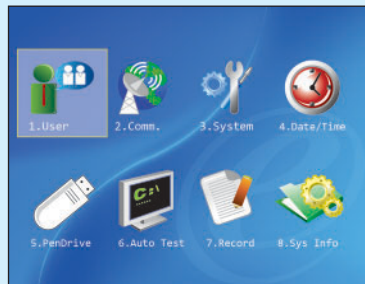 1.User 2.Comm. 3.System 4.Date/Time
C:\
5.PenDrive 6.Auto Test 7.Record 8.Sys Info